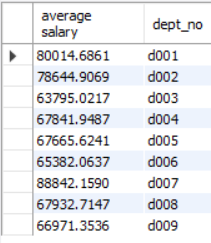 average salary dept_no
80014.6861 d001
78644.9069 d002
63795.0217 d003
67841.9487 d004
67665.6241 d005
65382.0637 d006
88842.1590 d007
67932.7147 d008
66971.3536 d009